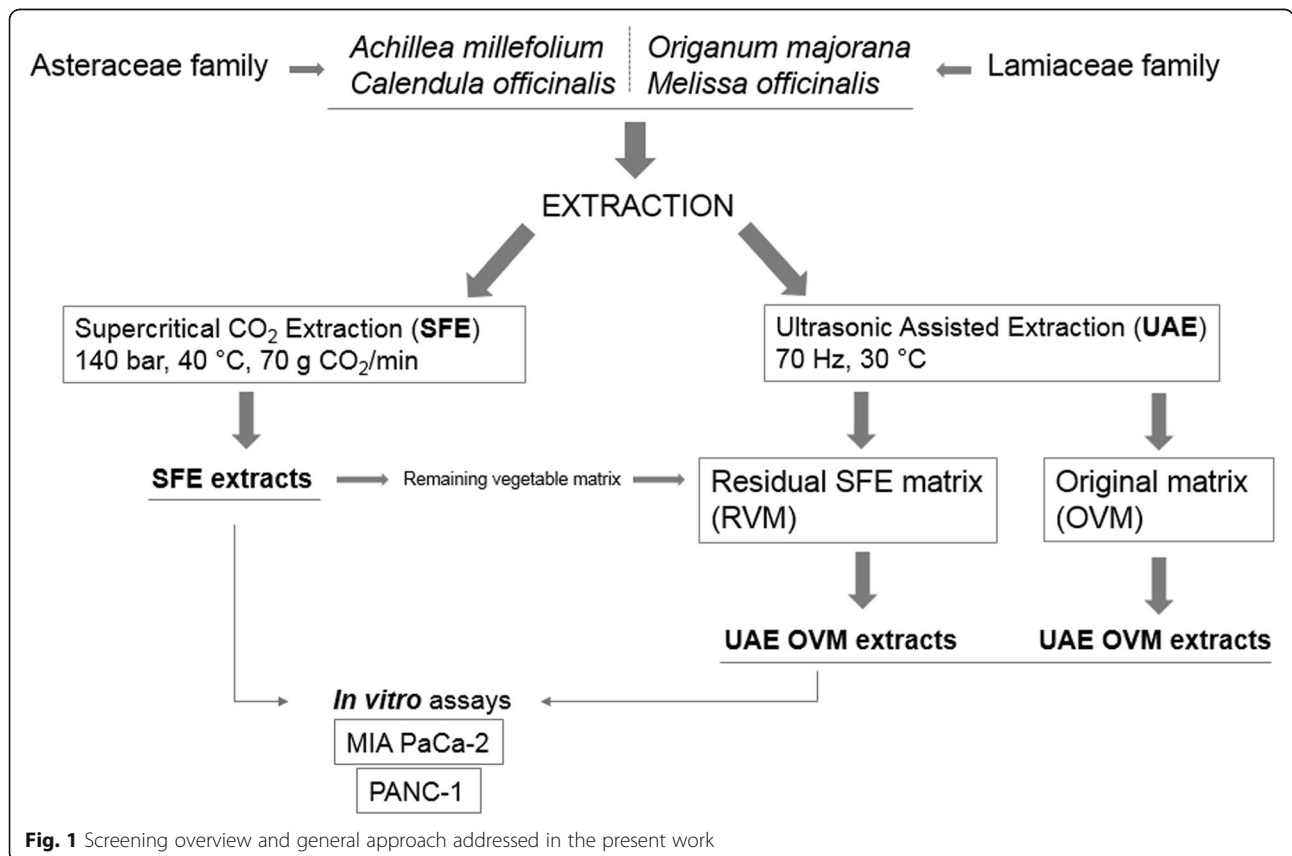 Asteraceae family
Achillea millefolium
Calendula officinalis
Origanum majorana
Melissa officinalis
Lamiaceae family
EXTRACTION
Supercritical CO₂ Extraction (SFE)
140 bar, 40 °C, 70 g CO₂/min
Ultrasonic Assisted Extraction (UAE)
70 Hz, 30 °C
SFE extracts
Remaining vegetable matrix
Residual SFE matrix
(RVM)
Original matrix
(OVM)
UAE OVM extracts
UAE OVM extracts
In vitro assays
MIA PaCa-2
PANC-1
Fig. 1 Screening overview and general approach addressed in the present work